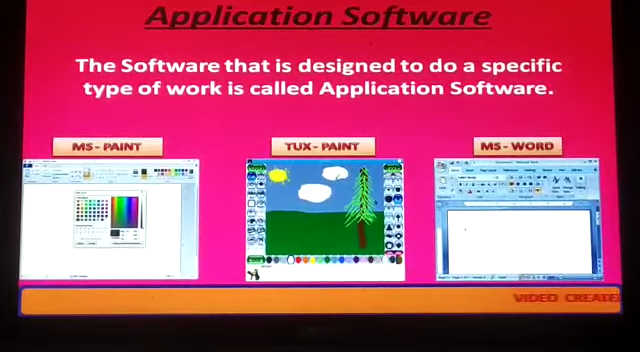 Application Software
The Software that is designed to do a specific
type of work is called Application Software.
MS - PAINT
TUX - PAINT
MS - WORD
VIDEO CREATE